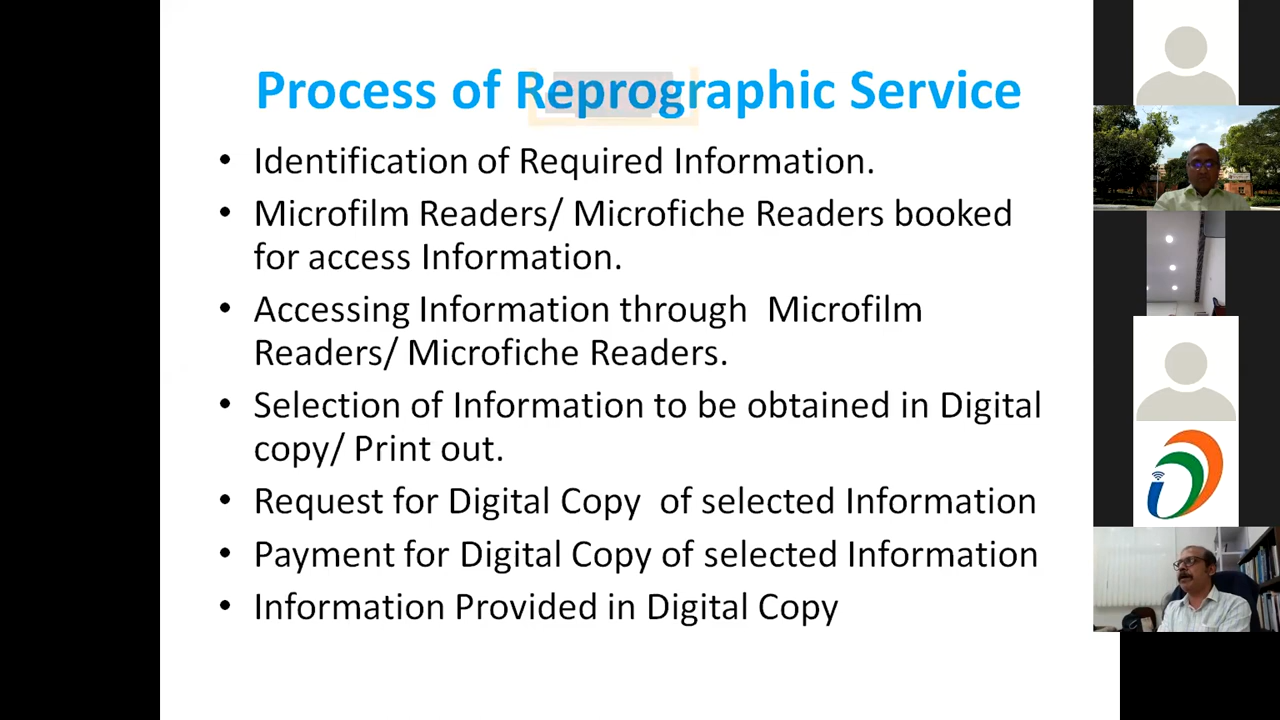 Process of Reprographic Service
• Identification of Required Information.
• Microfilm Readers/ Microfiche Readers booked
for access Information.
• Accessing Information through  Microfilm
Readers/ Microfiche Readers.
• Selection of Information to be obtained in Digital
copy/ Print out.
• Request for Digital Copy  of selected Information
• Payment for Digital Copy of selected Information
• Information Provided in Digital Copy